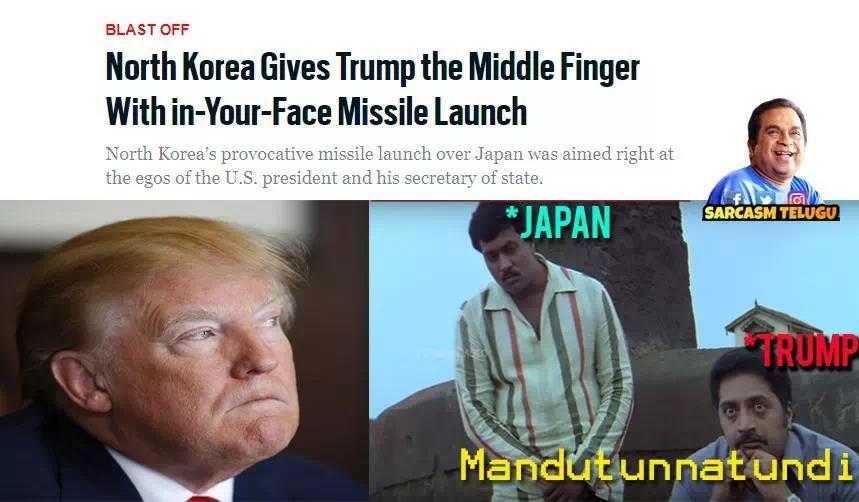 BLAST OFF
North Korea Gives Trump the Middle Finger
With in-Your-Face Missile Launch
North Korea's provocative missile launch over Japan was aimed right at
the egos of the U.S. president and his secretary of state.
SARCASM TELUGU
*JAPAN
*TRUMP
Mandutunnatundi